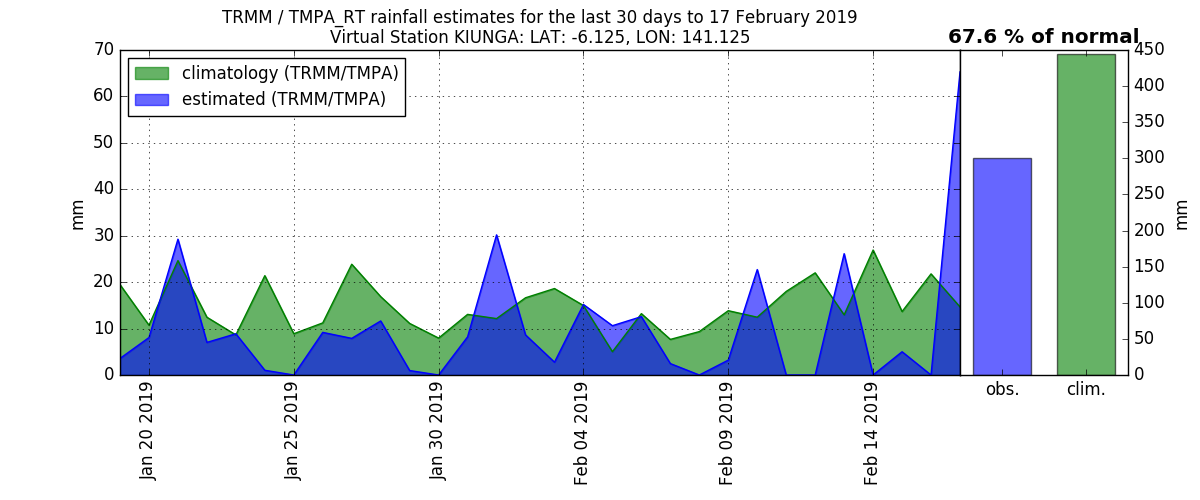 TRMM / TMPA_RT rainfall estimates for the last 30 days to 17 February 2019
Virtual Station KIUNGA: LAT: -6.125, LON: 141.125
67.6 % of normal
climatology (TRMM/TMPA)
estimated (TRMM/TMPA)
mm
70
60
50
40
30
20
10
0
Jan 20 2019
Jan 25 2019
Jan 30 2019
Feb 04 2019
Feb 09 2019
Feb 14 2019
obs.
clim.
450
400
350
300
250
200
150
100
50
0
mm